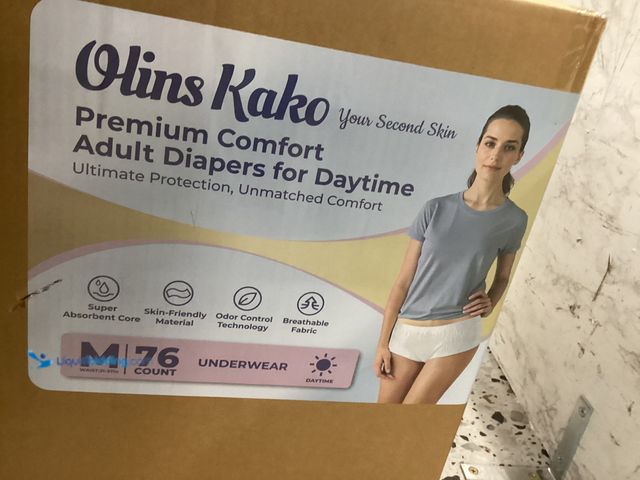 Olins Kako Your Second Skin
Premium Comfort
Adult Diapers for Daytime
Ultimate Protection, Unmatched Comfort
Super
Absorbent Core
Skin-Friendly
Material
Odor Control
Technology
Breathable
Fabric
M 76
COUNT
UNDERWEAR
DAYTIME